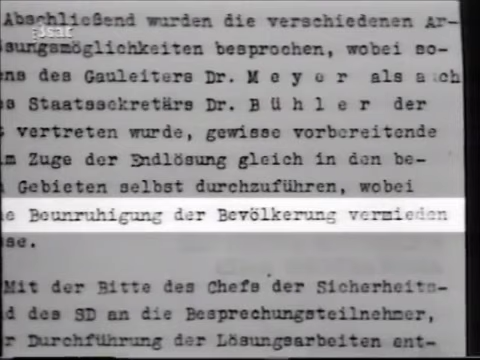 Abschließend wurden die verschiedenen Ar-
ösungsmöglichkeiten besprochen, wobei so-
ens des Gauleiters Dr. M e y e r als auch
s Staatssekretärs Dr. B ü h l e r der
vertreten wurde, gewisse vorbereitende
m Zuge der Endlösung gleich in den be-
Gebieten selbst durchzuführen, wobei
e Beunruhigung der Bevölkerung vermieden
se.
Mit der Bitte des Chefs der Sicherheits-
d des SD an die Besprechungsteilnehmer,
r Durchführung der Lösungsarbeiten ent-